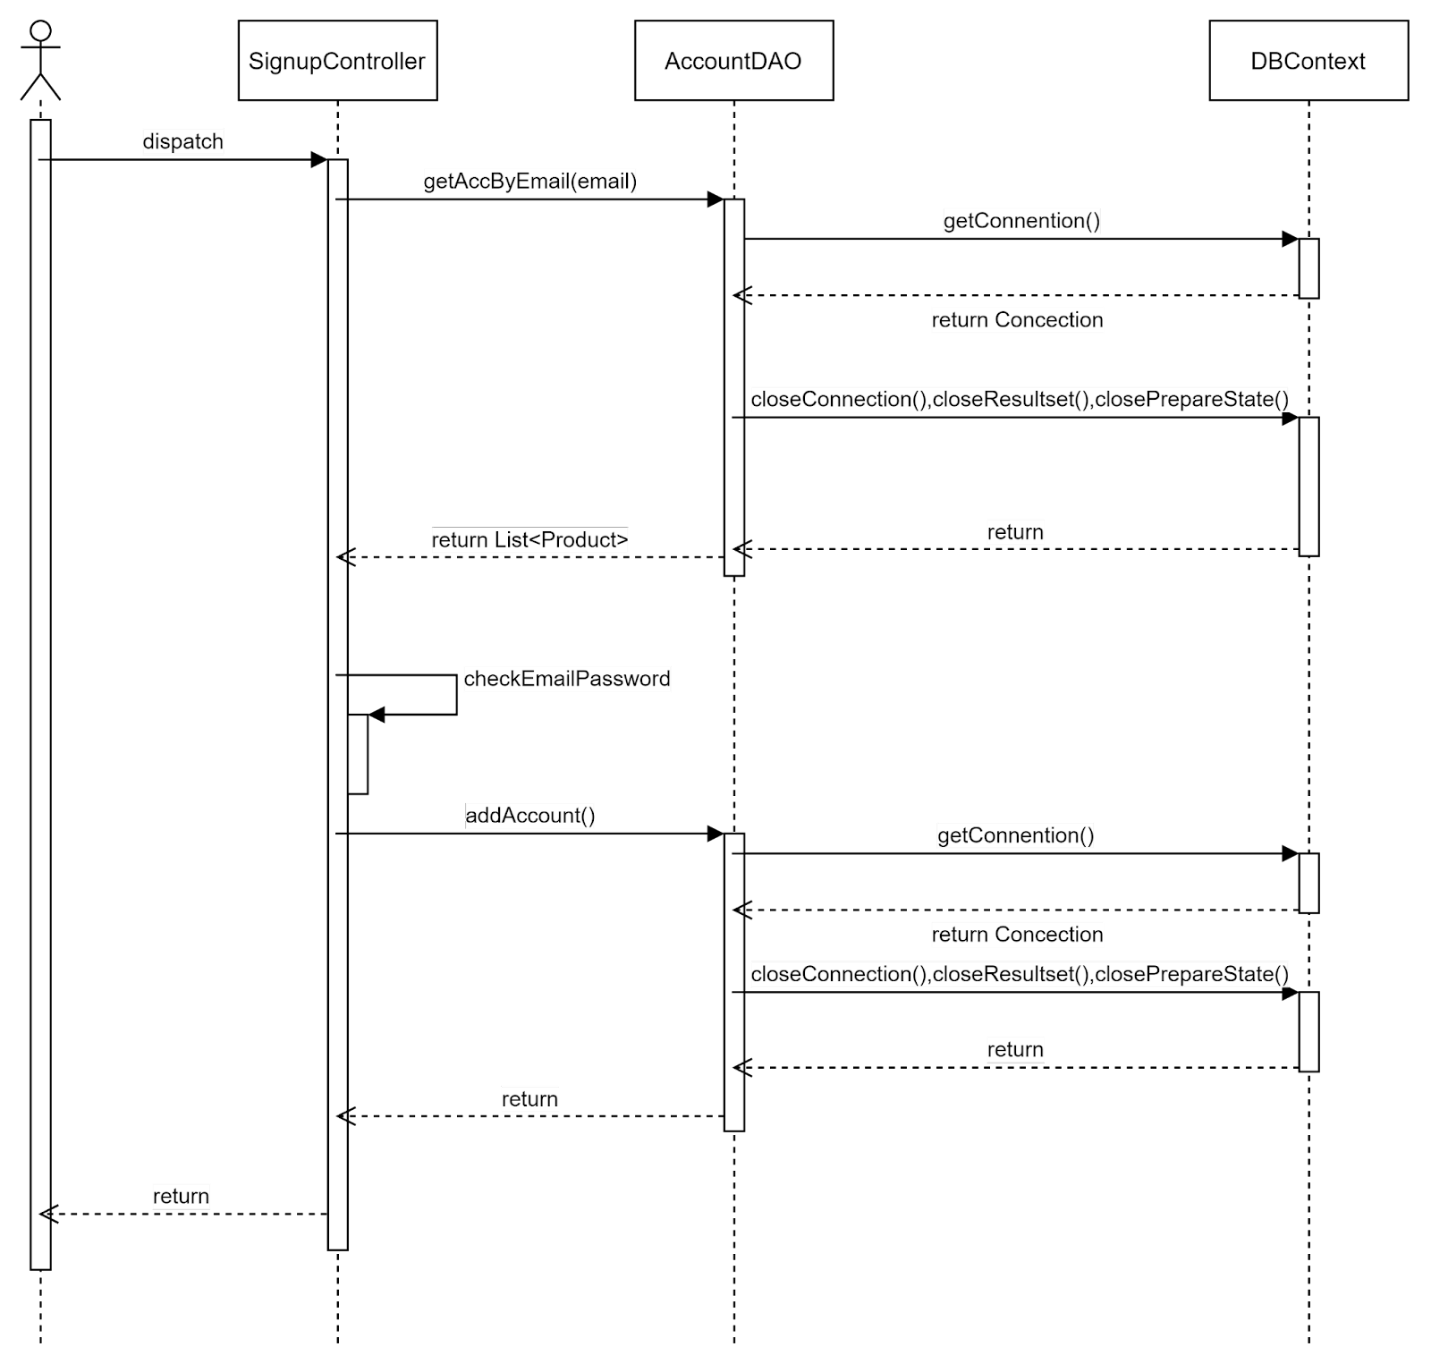 SignupController
AccountDAO
DBContext
dispatch
getAccByEmail(email)
getConnention()
return Concection
closeConnection(),closeResultset(),closePrepareState()
return
return List<Product>
checkEmailPassword
addAccount()
getConnention()
return Concection
closeConnection(),closeResultset(),closePrepareState()
return
return
return